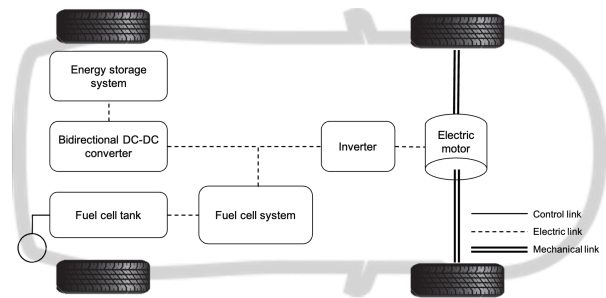 Energy storage
system
Bidirectional DC-DC
converter
Inverter
Electric
motor
Fuel cell tank
Fuel cell system
Control link
Electric link
Mechanical link